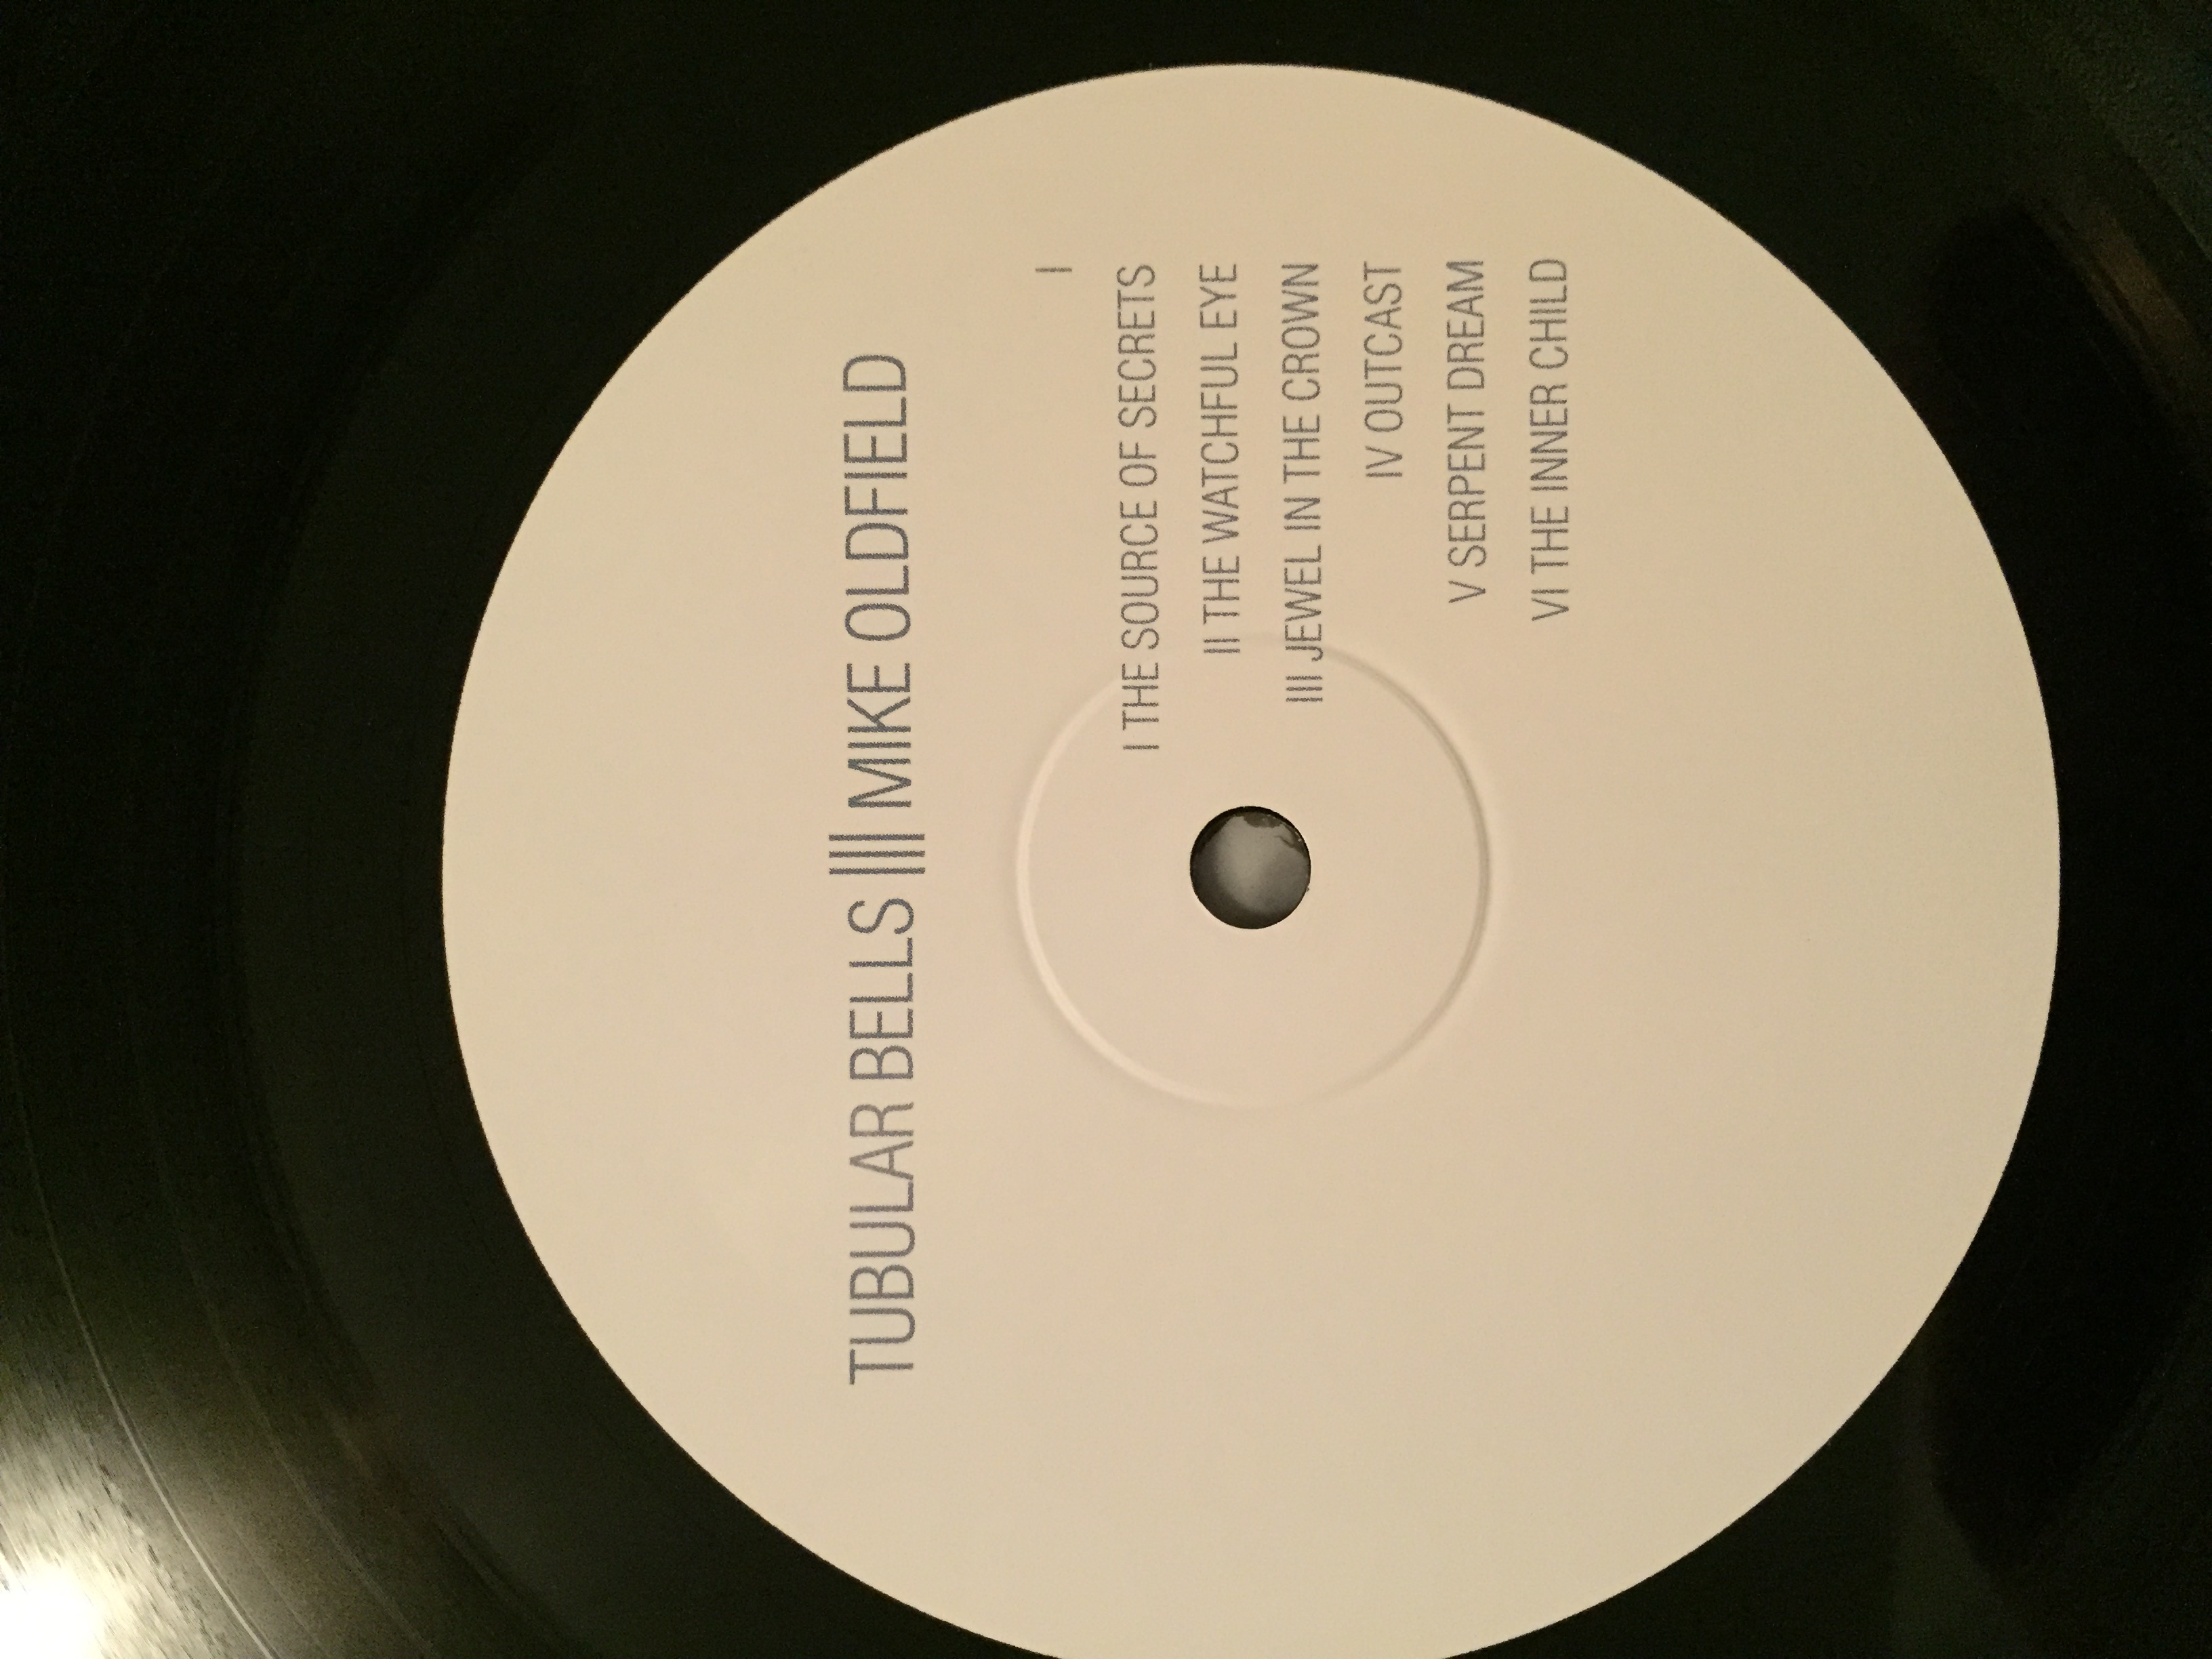 TUBULAR BELLS III MIKE OLDFIELD
I
I THE SOURCE OF SECRETS
II THE WATCHFUL EYE
III JEWEL IN THE CROWN
IV OUTCAST
V SERPENT DREAM
VI THE INNER CHILD